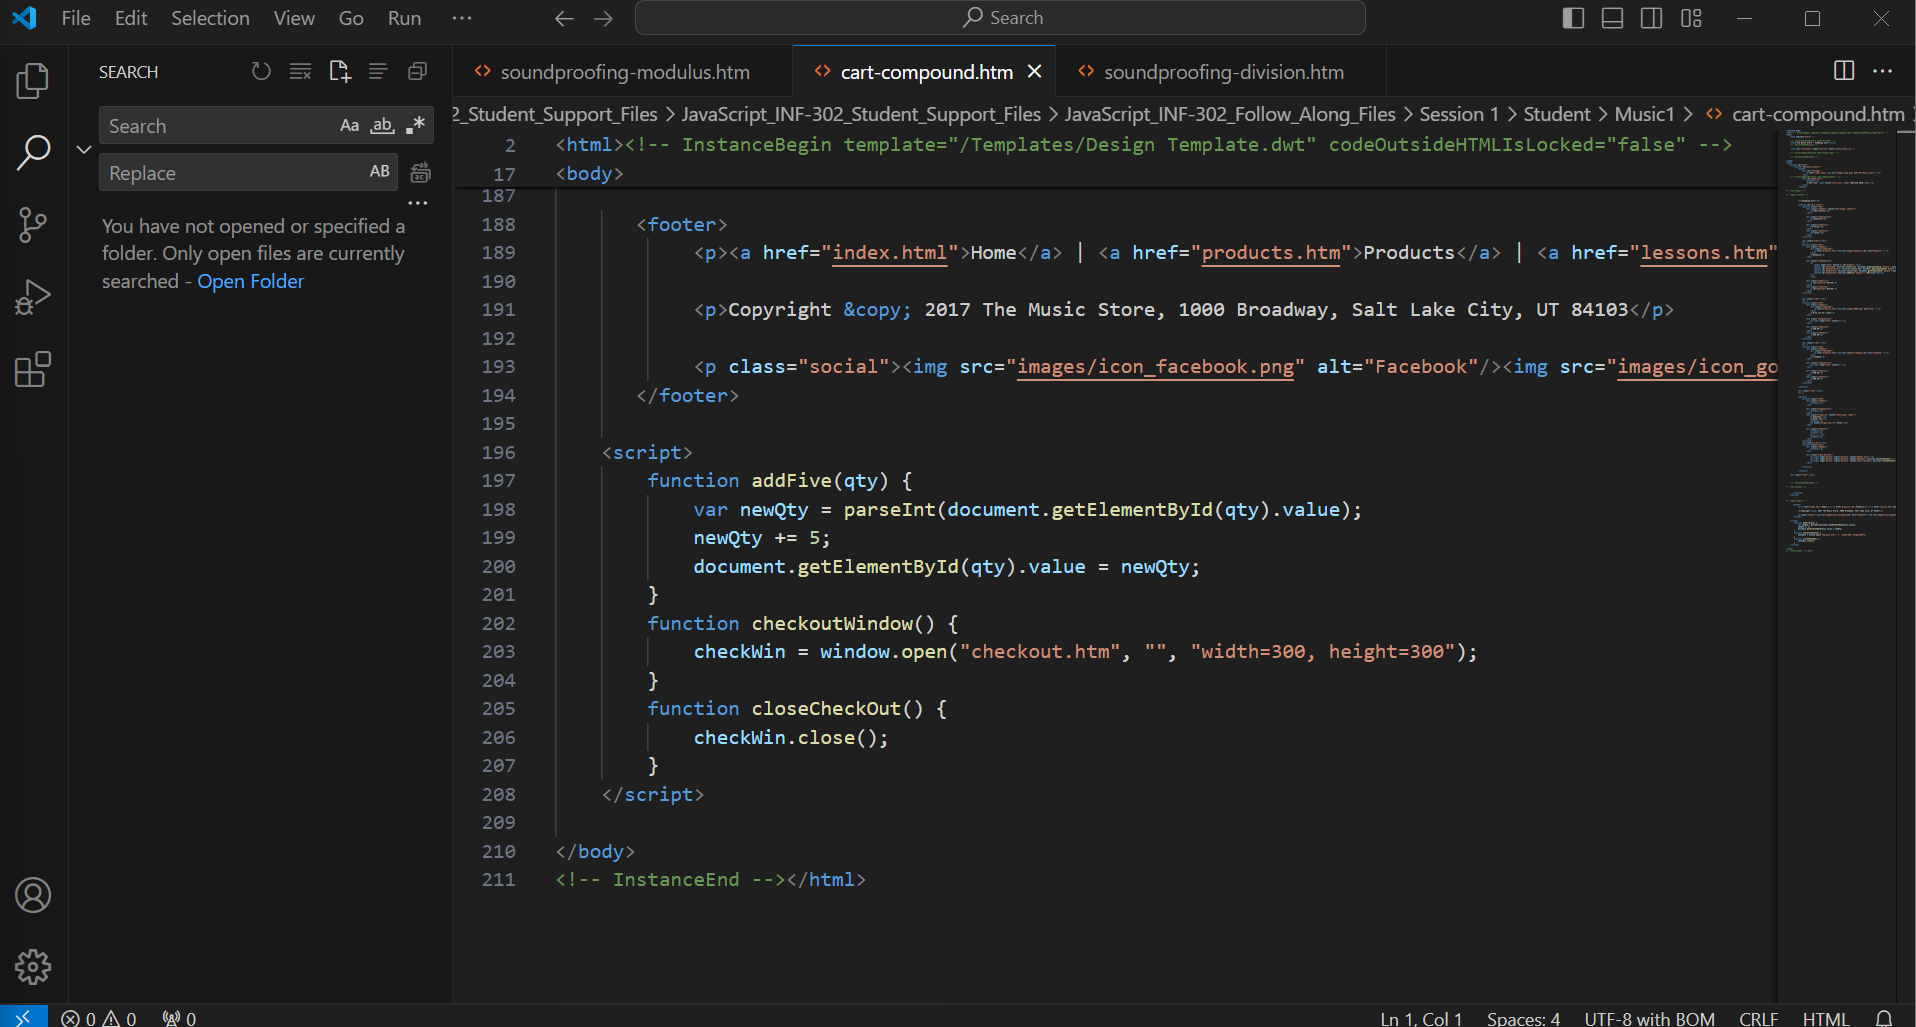 File Edit Selection View Go Run ··· Search
SEARCH
Search Aa ab .*
Replace AB
You have not opened or specified a
folder. Only open files are currently
searched - Open Folder
soundproofing-modulus.htm cart-compound.htm soundproofing-division.htm
2_Student_Support_Files > JavaScript_INF-302_Student_Support_Files > JavaScript_INF-302_Follow_Along_Files > Session 1 > Student > Music1 > cart-compound.htm
2 <html><!-- InstanceBegin template="/Templates/Design Template.dwt" codeOutsideHTMLIsLocked="false" -->
17 <body>
187
188 <footer>
189 <p><a href="index.html">Home</a> | <a href="products.htm">Products</a> | <a href="lessons.htm"
190
191 <p>Copyright &copy; 2017 The Music Store, 1000 Broadway, Salt Lake City, UT 84103</p>
192
193 <p class="social"><img src="images/icon_facebook.png" alt="Facebook"/><img src="images/icon_go
194 </footer>
195
196 <script>
197 function addFive(qty) {
198 var newQty = parseInt(document.getElementById(qty).value);
199 newQty += 5;
200 document.getElementById(qty).value = newQty;
201 }
202 function checkoutWindow() {
203 checkWin = window.open("checkout.htm", "", "width=300, height=300");
204 }
205 function closeCheckOut() {
206 checkWin.close();
207 }
208 </script>
209
210 </body>
211 <!-- InstanceEnd --></html>
0 0 0 Ln 1, Col 1 Spaces: 4 UTF-8 with BOM CRLF HTML